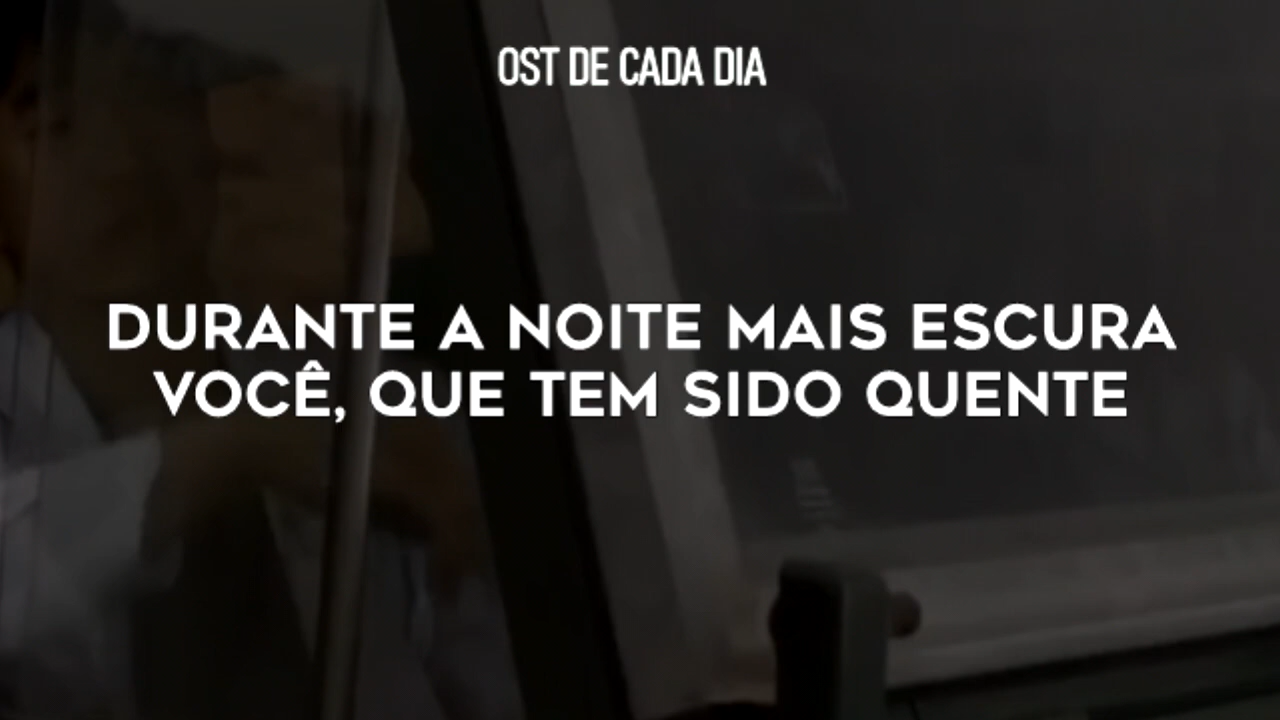 OST DE CADA DIA
DURANTE A NOITE MAIS ESCURA
VOCÊ, QUE TEM SIDO QUENTE